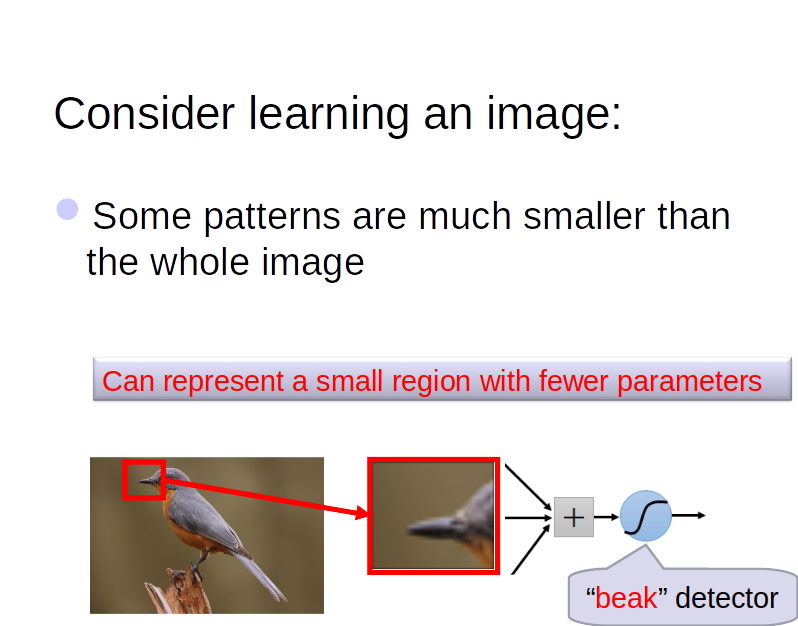 Consider learning an image:
Some patterns are much smaller than
the whole image
Can represent a small region with fewer parameters
+
“beak” detector